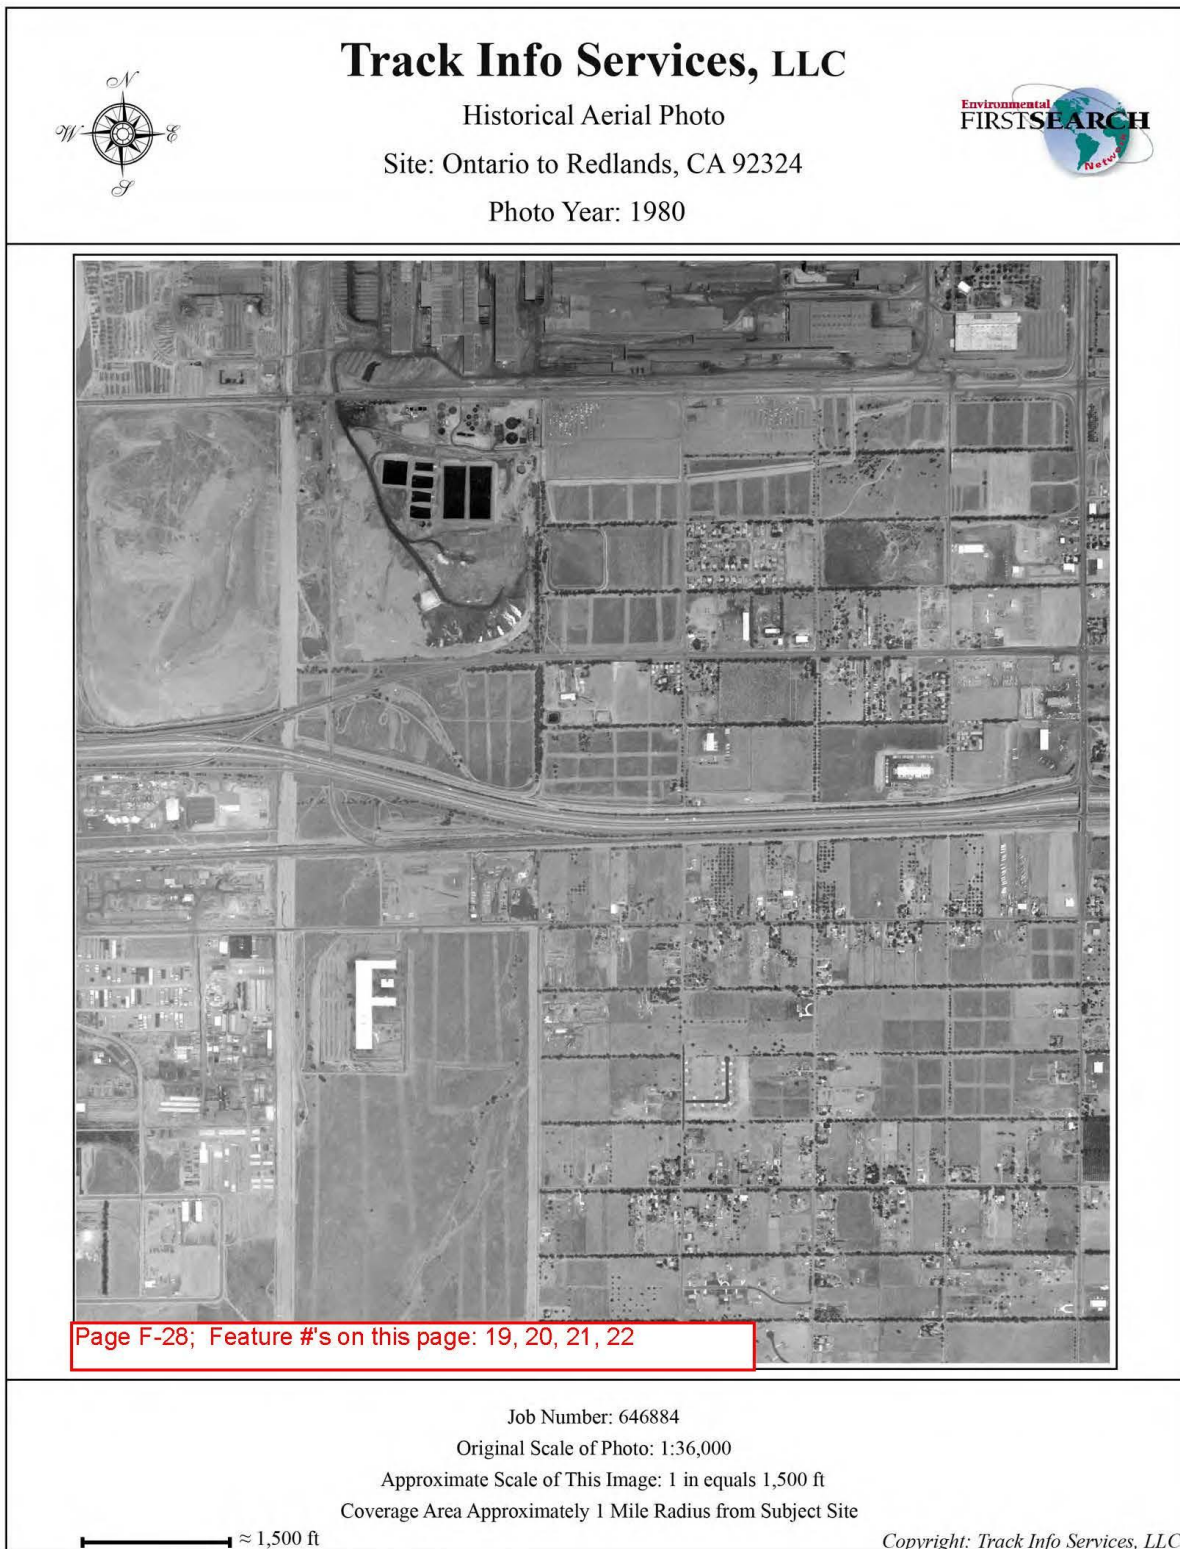 Track Info Services, LLC
Historical Aerial Photo
Site: Ontario to Redlands, CA 92324
Photo Year: 1980
N
W
E
S
Environmental
FIRSTSEARCH
Network
Page F-28;  Feature #'s on this page: 19, 20, 21, 22
Job Number: 646884
Original Scale of Photo: 1:36,000
Approximate Scale of This Image: 1 in equals 1,500 ft
Coverage Area Approximately 1 Mile Radius from Subject Site
≈ 1,500 ft
Copyright: Track Info Services, LLC